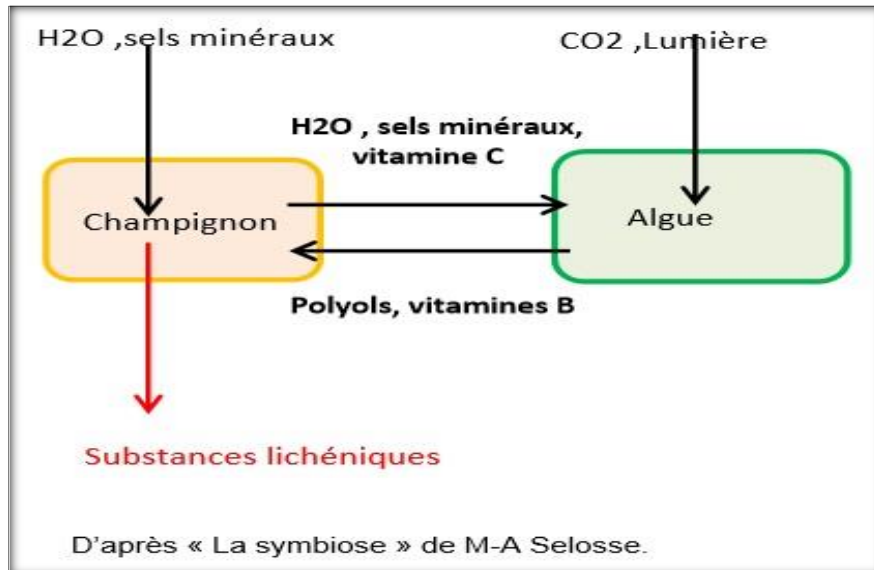 H2O ,sels minéraux
CO2 ,Lumière
H2O , sels minéraux,
vitamine C
Champignon
Algue
Polyols, vitamines B
Substances lichéniques
D'après « La symbiose » de M-A Selosse.